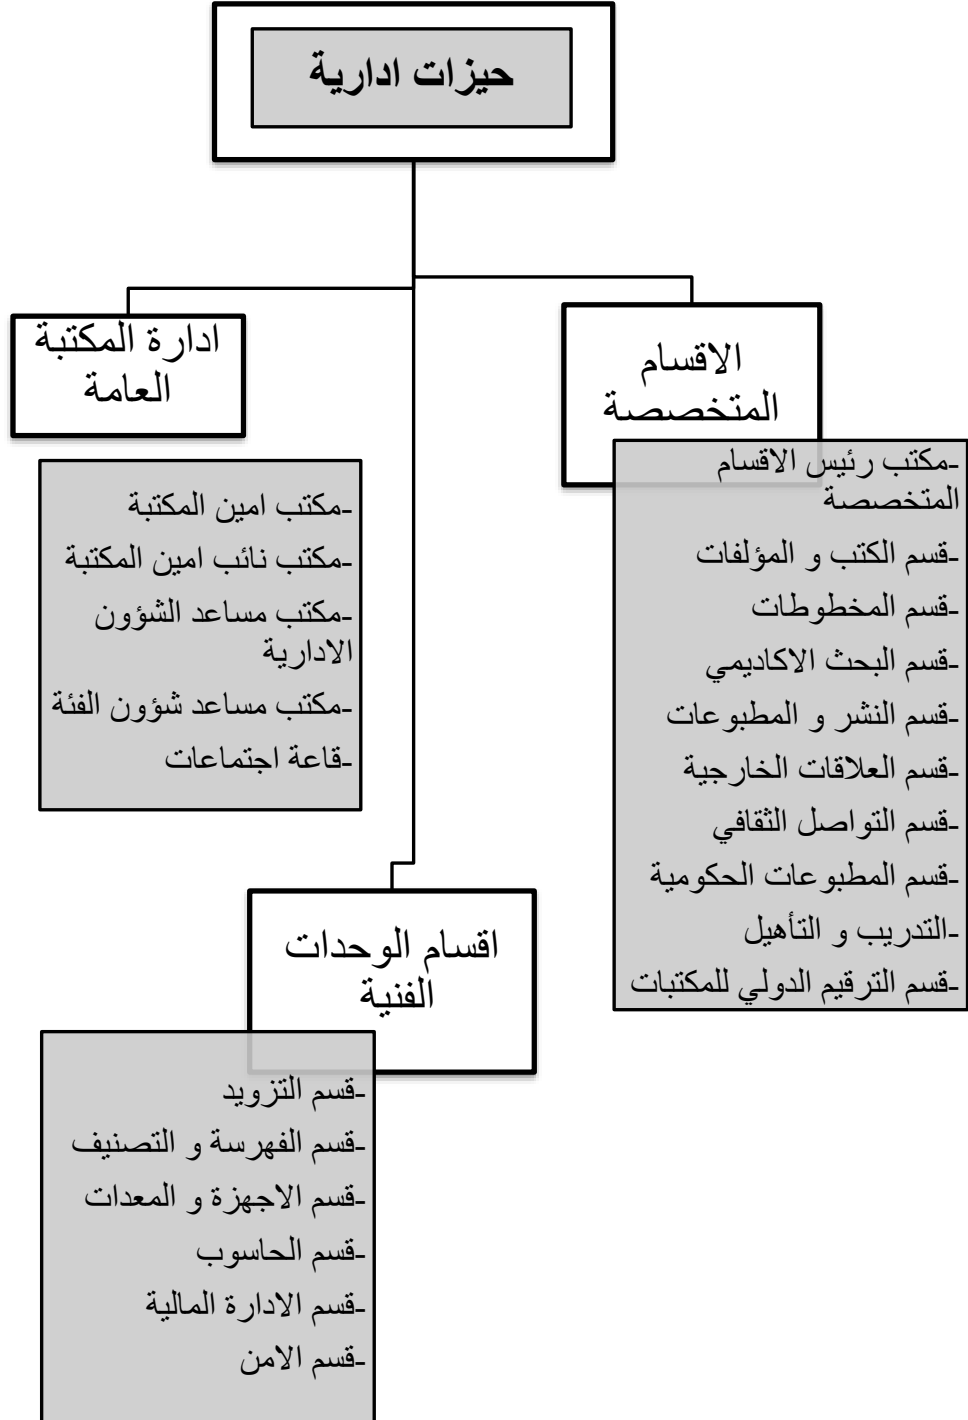 حيزات ادارية
الاقسام
المتخصصة
-مكتب رئيس الاقسام
المتخصصة
-قسم الكتب و المؤلفات
-قسم المخطوطات
-قسم البحث الاكاديمي
-قسم النشر و المطبوعات
-قسم العلاقات الخارجية
-قسم التواصل الثقافي
-قسم المطبوعات الحكومية
-التدريب و التأهيل
-قسم الترقيم الدولي للمكتبات
ادارة المكتبة
العامة
-مكتب امين المكتبة
-مكتب نائب امين المكتبة
-مكتب مساعد الشؤون
الادارية
-مكتب مساعد شؤون الفئة
-قاعة اجتماعات
اقسام الوحدات
الفنية
-قسم التزويد
-قسم الفهرسة و التصنيف
-قسم الاجهزة و المعدات
-قسم الحاسوب
-قسم الادارة المالية
-قسم الامن